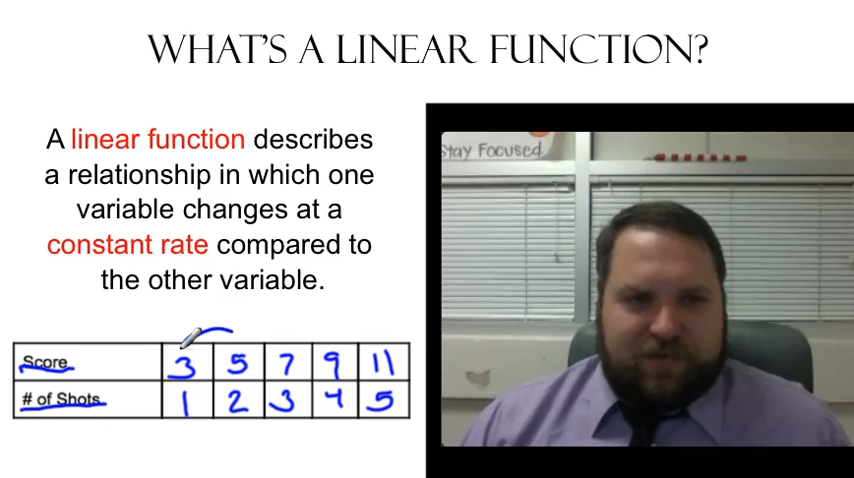 WHAT'S A LINEAR FUNCTION?
A linear function describes
a relationship in which one
variable changes at a
constant rate compared to
the other variable.
Stay Focused
Score 3 5 7 9 11
# of Shots 1 2 3 4 5